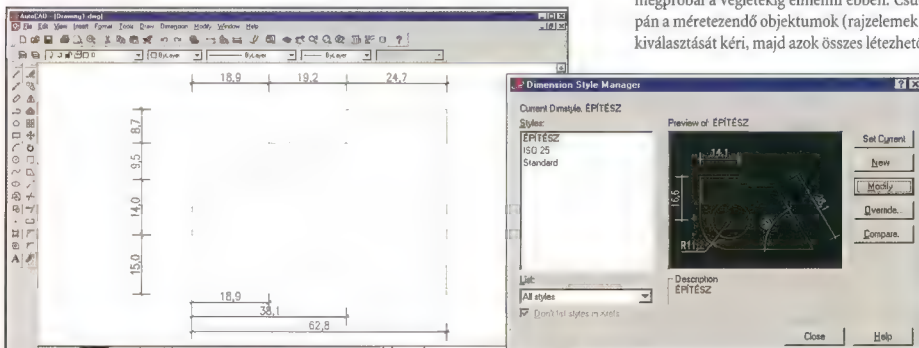 megpróbál a végletekig elmenni ebben.
pán a méretezendő objektumok (rajzelemek
kiválasztását kéri, majd azok összes létezhető
AutoCAD - [Drawing1.dwg]
File Edit View Insert Format Tools Draw Dimension Modify Window Help
ByLayer
ByLayer
ByLayer
18,9 19,2 24,7
8,7
9,5
14,0
15,0
18,9
38,1
62,8
Dimension Style Manager
Current Dimstyle: ÉPÍTÉSZ
Styles:
ÉPÍTÉSZ
ISO 25
Standard
List:
All styles
Don't list styles in Xrefs
Preview of: ÉPÍTÉSZ
14,1
16,6
Description
ÉPÍTÉSZ
Set Current
New
Modify
Override...
Compare...
Close
Help